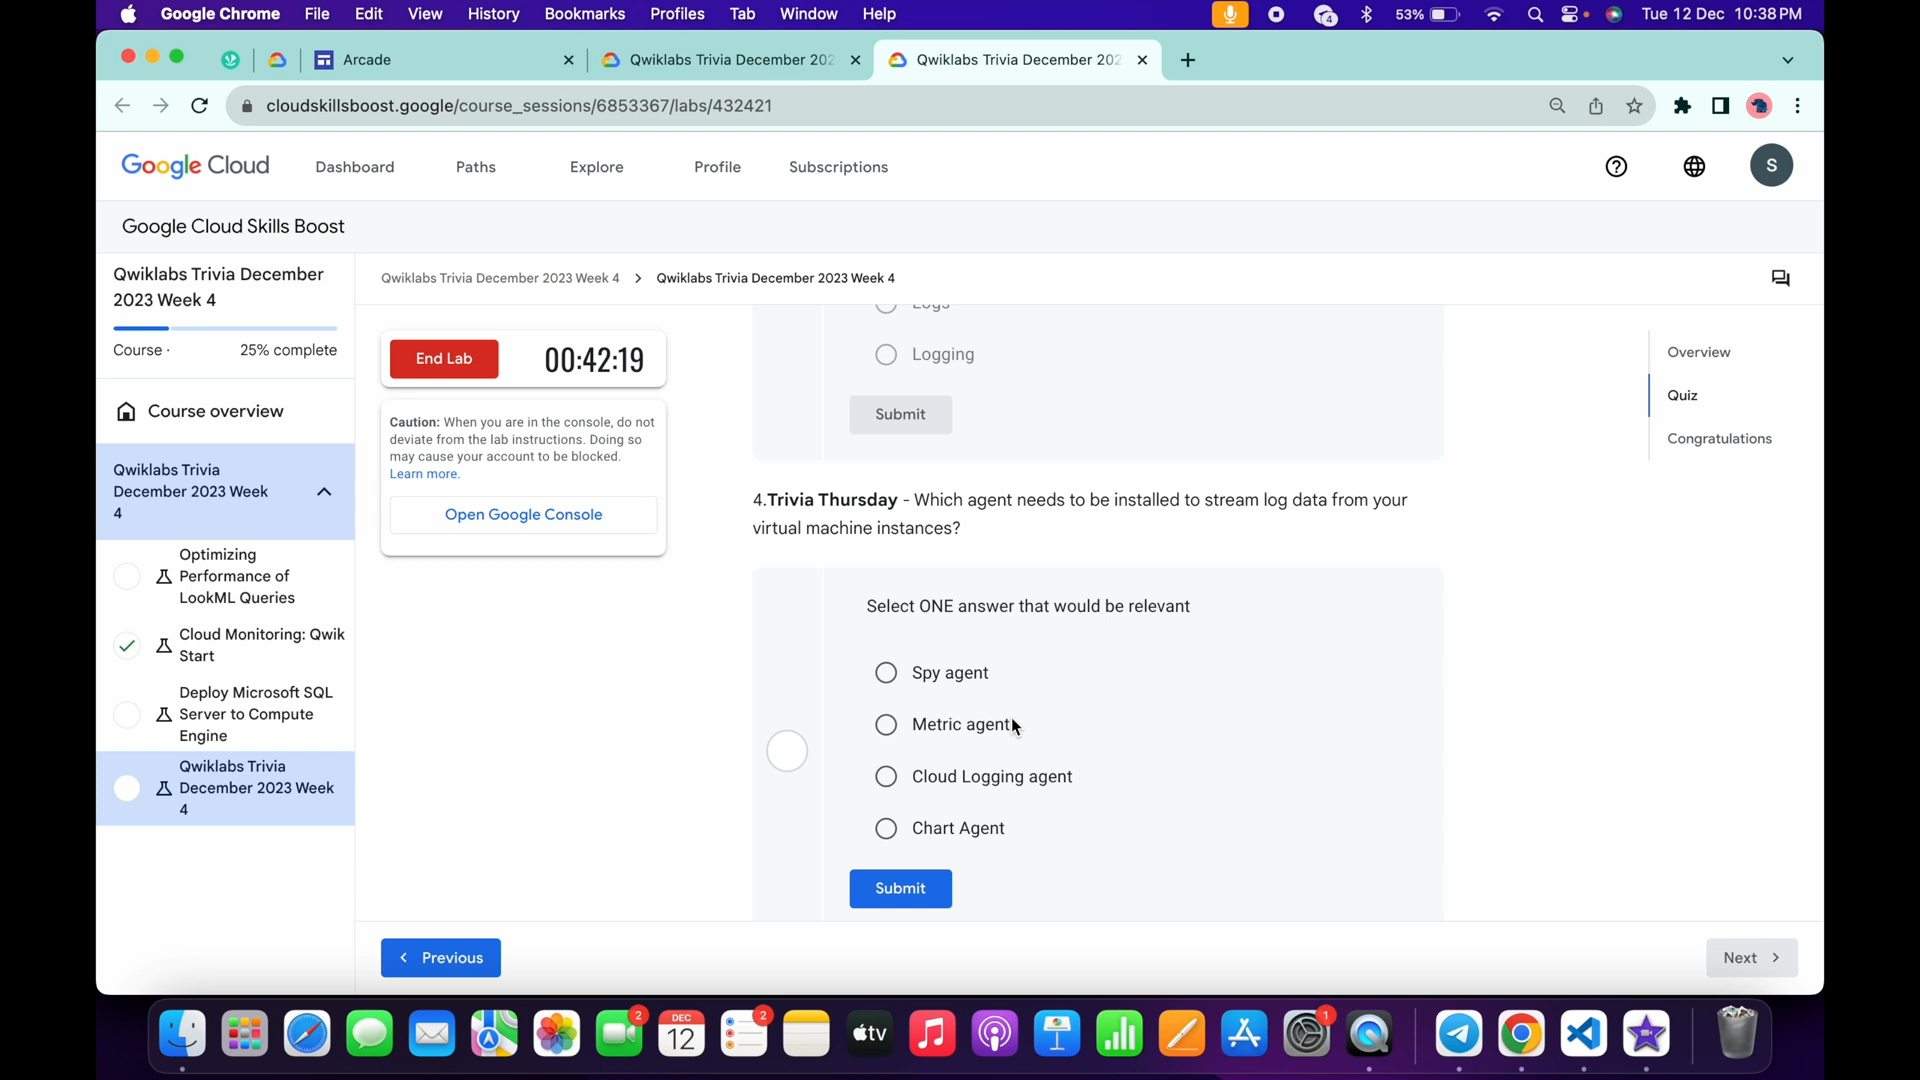 Google Chrome File Edit View History Bookmarks Profiles Tab Window Help
4 53% Tue 12 Dec 10:38 PM
Arcade
Qwiklabs Trivia December 202
Qwiklabs Trivia December 202
cloudskillsboost.google/course_sessions/6853367/labs/432421
Google Cloud Dashboard Paths Explore Profile Subscriptions S
Google Cloud Skills Boost
Qwiklabs Trivia December
2023 Week 4
Course · 25% complete
Course overview
Qwiklabs Trivia
December 2023 Week
4
Optimizing
Performance of
LookML Queries
Cloud Monitoring: Qwik
Start
Deploy Microsoft SQL
Server to Compute
Engine
Qwiklabs Trivia
December 2023 Week
4
Qwiklabs Trivia December 2023 Week 4 > Qwiklabs Trivia December 2023 Week 4
End Lab 00:42:19
Caution: When you are in the console, do not
deviate from the lab instructions. Doing so
may cause your account to be blocked.
Learn more.
Open Google Console
Logging
Submit
4.Trivia Thursday - Which agent needs to be installed to stream log data from your
virtual machine instances?
Select ONE answer that would be relevant
Spy agent
Metric agent
Cloud Logging agent
Chart Agent
Submit
Overview
Quiz
Congratulations
Previous
Next
2
DEC
12
2
tv
1